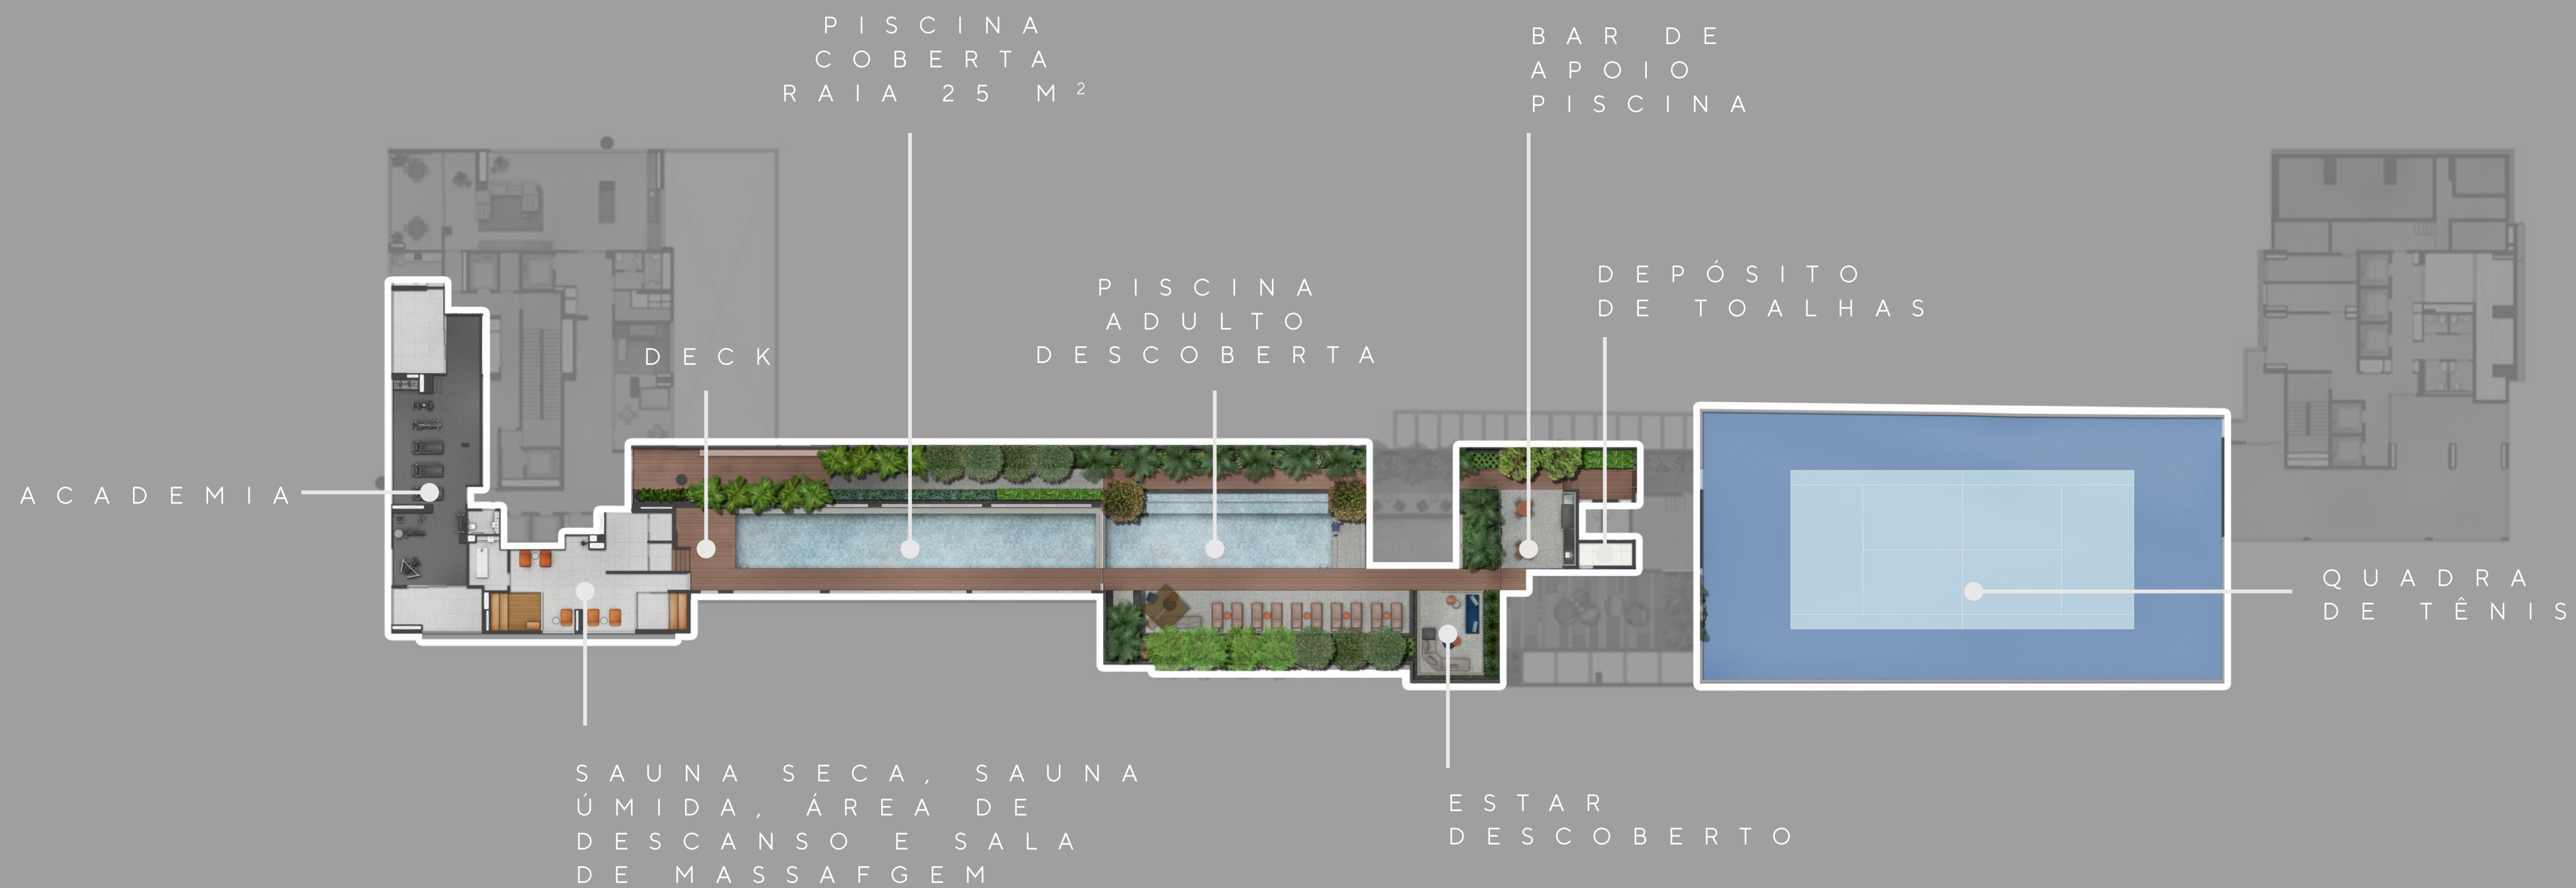 PISCINA
COBERTA
RAIA 25 M²
BAR DE
APOIO
PISCINA
DEPÓSITO
DE TOALHAS
PISCINA
ADULTO
DESCOBERTA
DECK
ACADEMIA
QUADRA
DE TÊNIS
SAUNA SECA, SAUNA
ÚMIDA, ÁREA DE
DESCANSO E SALA
DE MASSAFGEM
ESTAR
DESCOBERTO